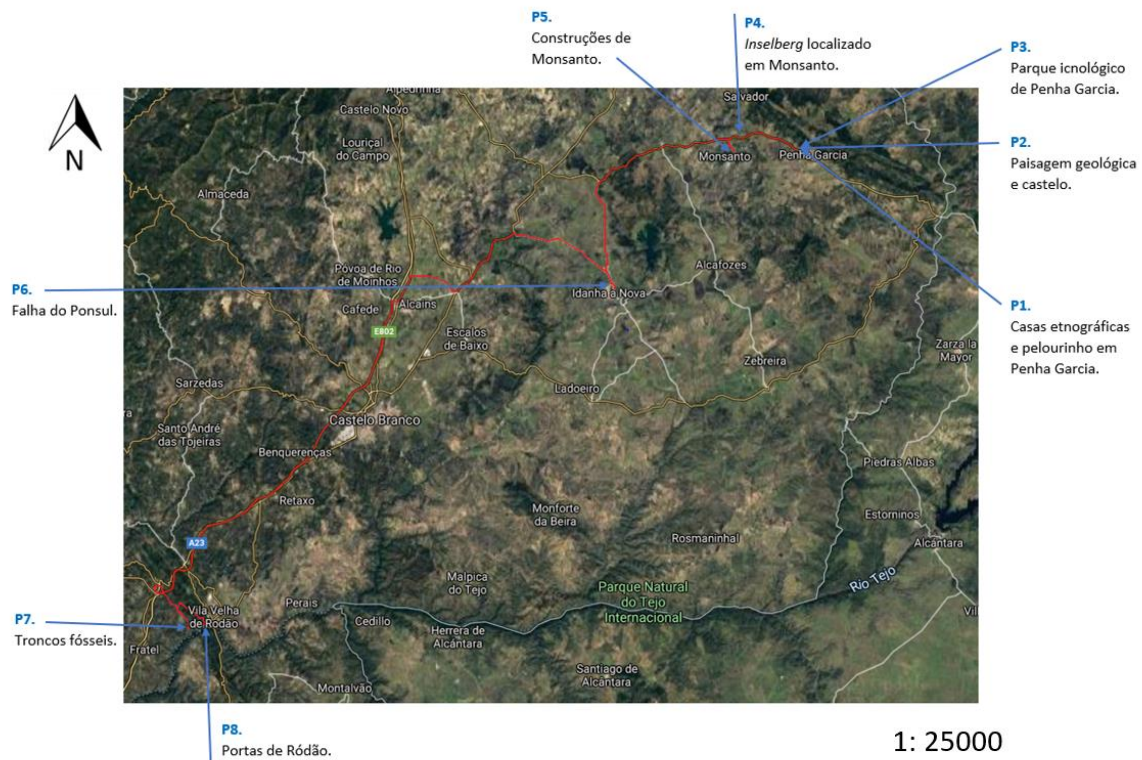 P5.
Construções de
Monsanto.
P4.
Inselberg localizado
em Monsanto.
P3.
Parque icnológico
de Penha Garcia.
P2.
Paisagem geológica
e castelo.
P1.
Casas etnográficas
e pelourinho em
Penha Garcia.
P6.
Falha do Ponsul.
P7.
Troncos fósseis.
P8.
Portas de Ródão.
N
1: 25000
Alpedrinha
Castelo Novo
Salvador
Louriçal
do Campo
Monsanto
Penha Garcia
Almaceda
Póvoa de Rio
de Moinhos
Alcafozes
Idanha a Nova
Cafede
Alcains
E802
Escalos
de Baixo
Zarza la
Mayor
Zebreira
Sarzedas
Ladoeiro
Castelo Branco
Santo André
das Tojeiras
Benquerenças
Piedras Albas
Retaxo
Monforte
da Beira
Estorninos
Rosmaninhal
Alcántara
A23
Malpica
do Tejo
Parque Natural
do Tejo
Internacional
Río Tejo
Perais
Vila Velha
de Rodão
Cedillo
Herrera de
Alcántara
Fratel
Santiago de
Alcántara
Montalvão